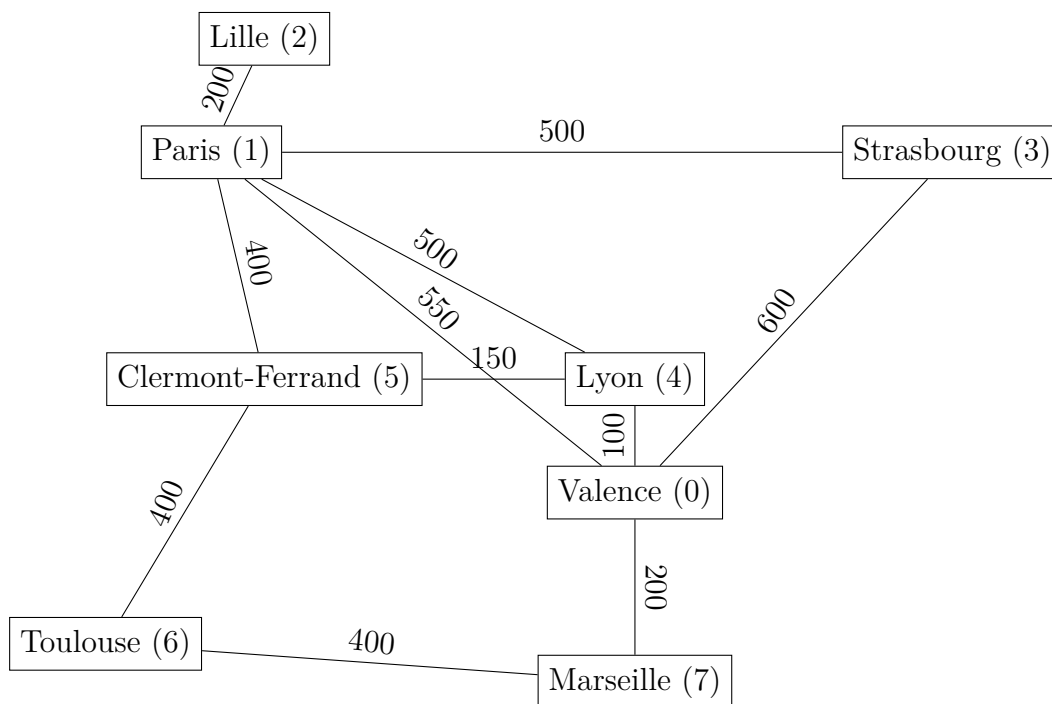 Lille (2)
200
Paris (1)
500
Strasbourg (3)
400
500
550
600
150
Clermont-Ferrand (5)
Lyon (4)
100
Valence (0)
400
200
Toulouse (6)
400
Marseille (7)